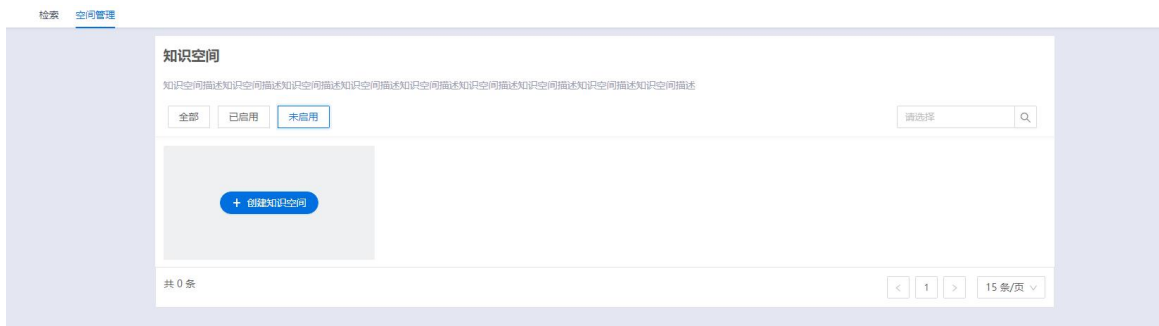 检索 空间管理
知识空间
知识空间描述知识空间描述知识空间描述知识空间描述知识空间描述知识空间描述知识空间描述知识空间描述知识空间描述
全部 已启用 未启用 请选择
+ 创建知识空间
共 0 条 < 1 > 15 条/页